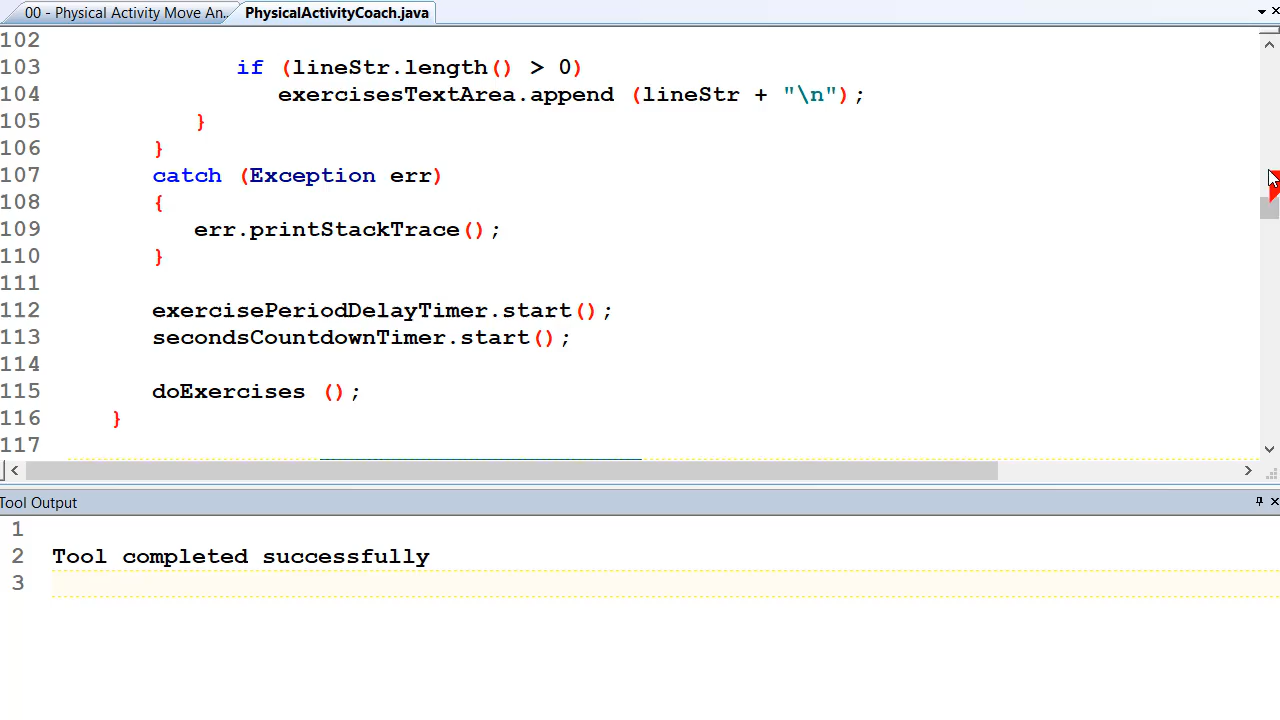 00 - Physical Activity Move An..
PhysicalActivityCoach.java
102
103 if (lineStr.length() > 0)
104 exercisesTextArea.append (lineStr + "\n");
105 }
106 }
107 catch (Exception err)
108 {
109 err.printStackTrace();
110 }
111
112 exercisePeriodDelayTimer.start();
113 secondsCountdownTimer.start();
114
115 doExercises ();
116 }
117
Tool Output
1
2 Tool completed successfully
3